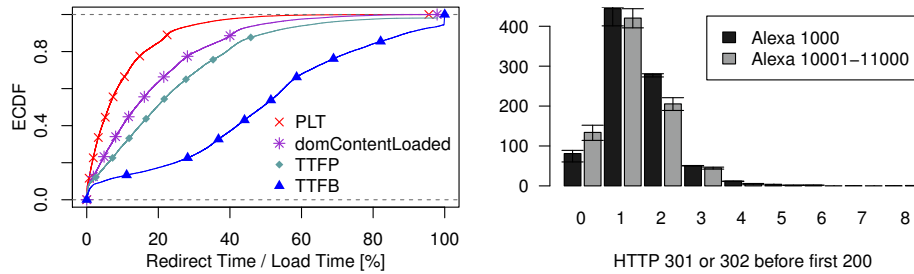 ECDF
0.0
0.4
0.8
PLT
domContentLoaded
TTFP
TTFB
0 20 40 60 80 100
Redirect Time / Load Time [%]
0
100
200
300
400
Alexa 1000
Alexa 10001−11000
0 1 2 3 4 5 6 7 8
HTTP 301 or 302 before first 200